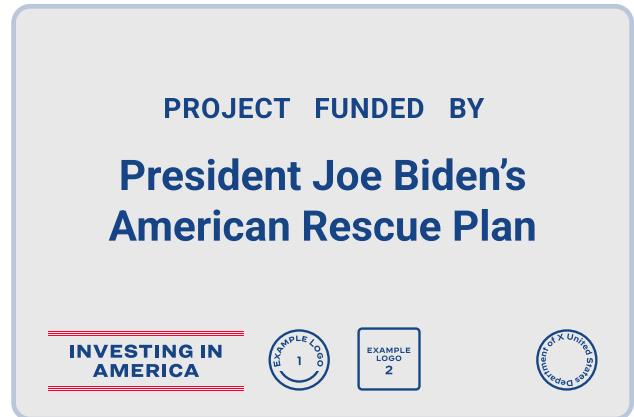 PROJECT FUNDED BY
President Joe Biden’s
American Rescue Plan
INVESTING IN
AMERICA
EXAMPLE LOGO
1
EXAMPLE
LOGO
2
Department of X United States